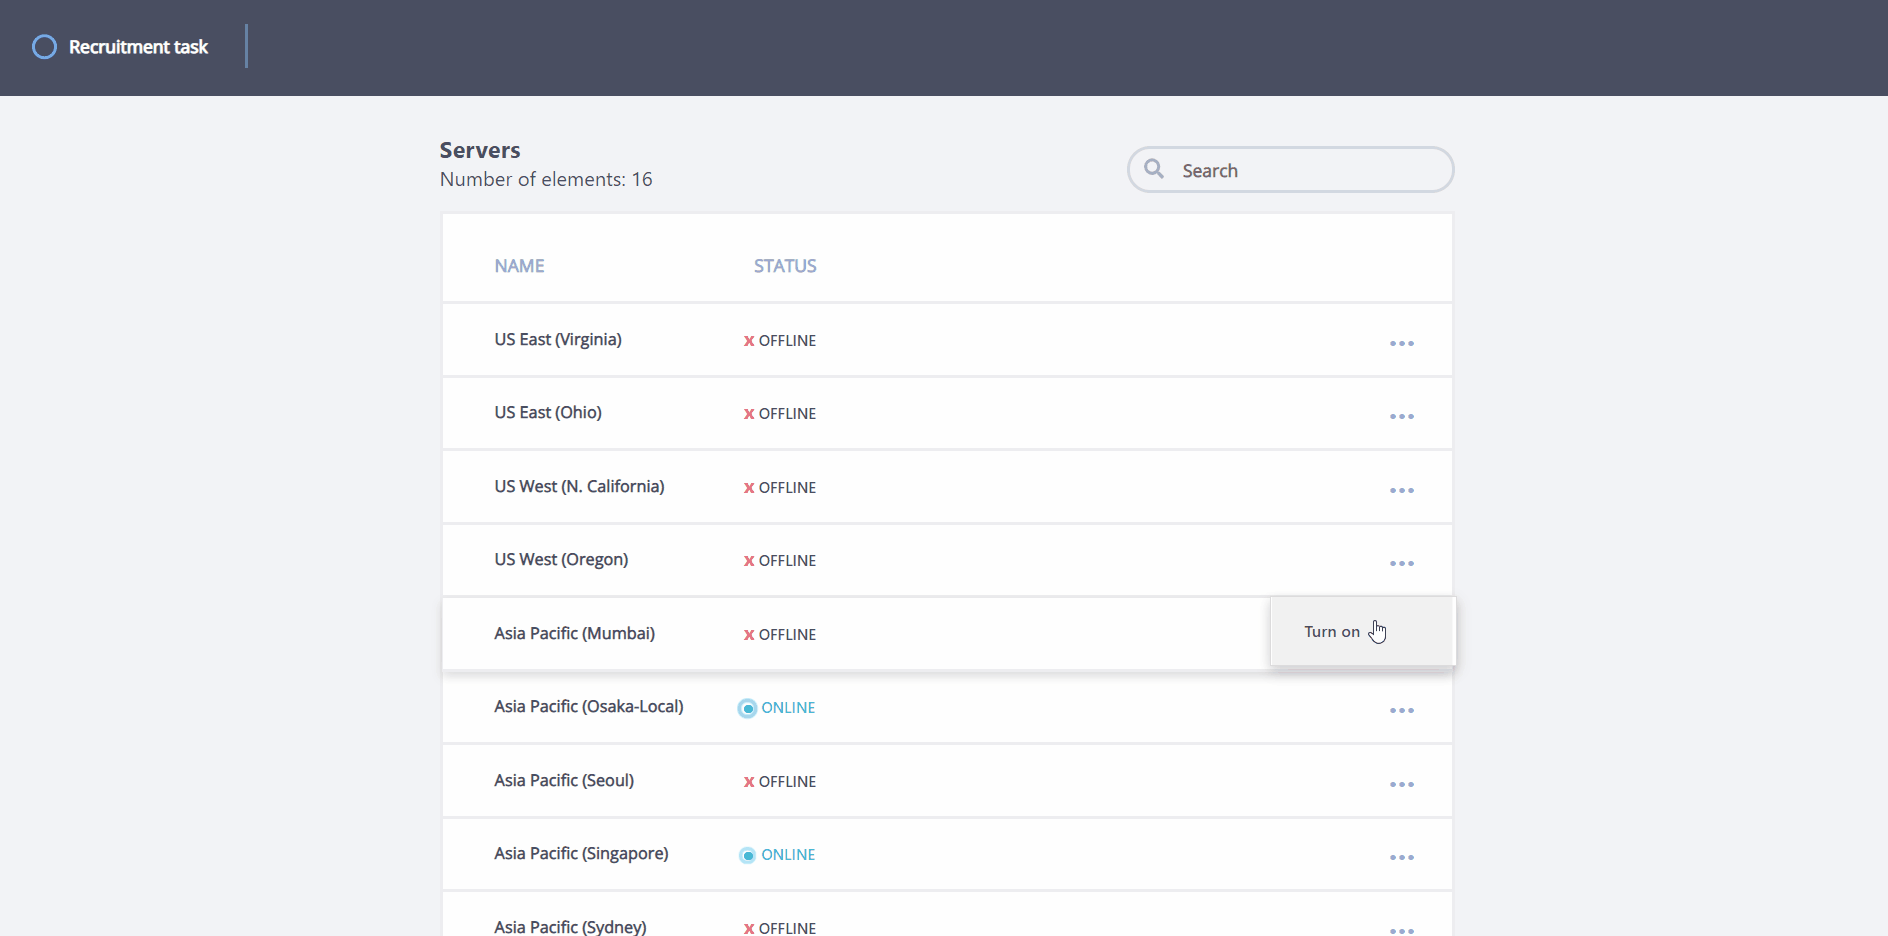 Recruitment task
Servers
Number of elements: 16
Search
NAME STATUS
US East (Virginia) X OFFLINE
US East (Ohio) X OFFLINE
US West (N. California) X OFFLINE
US West (Oregon) X OFFLINE
Asia Pacific (Mumbai) X OFFLINE Turn on
Asia Pacific (Osaka-Local) ONLINE
Asia Pacific (Seoul) X OFFLINE
Asia Pacific (Singapore) ONLINE
Asia Pacific (Sydney) X OFFLINE